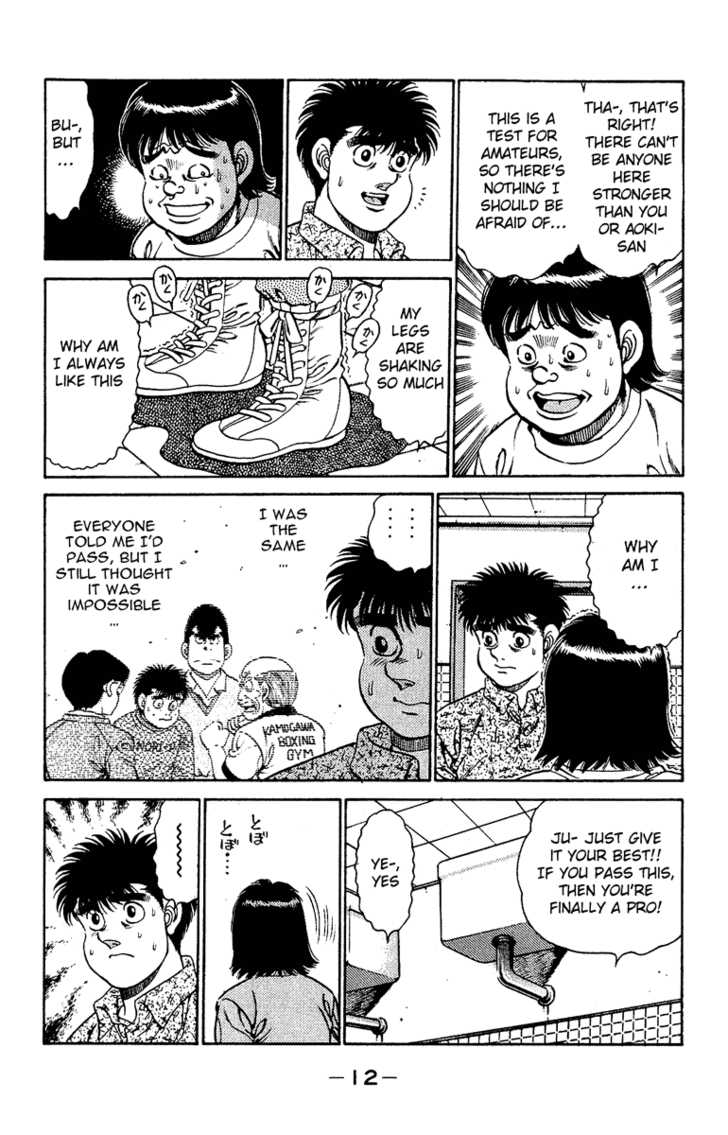 THA-, THAT'S
RIGHT!
THERE CAN'T
BE ANYONE
HERE
STRONGER
THAN YOU
OR AOKI-
SAN
THIS IS A
TEST FOR
AMATEURS,
SO THERE'S
NOTHING I
SHOULD BE
AFRAID OF...
BU-,
BUT
...
MY
LEGS
ARE
SHAKING
SO MUCH
かく
かく
かく
かく
かく
WHY AM
I ALWAYS
LIKE THIS
WHY
AM I
...
I WAS
THE
SAME
...
EVERYONE
TOLD ME I'D
PASS, BUT I
STILL THOUGHT
IT WAS
IMPOSSIBLE
...
KAMOGAWA
BOXING
GYM
JU- JUST GIVE
IT YOUR BEST!!
IF YOU PASS THIS,
THEN YOU'RE
FINALLY A PRO!
YE-,
YES
とぼ
とぼ…
-12-